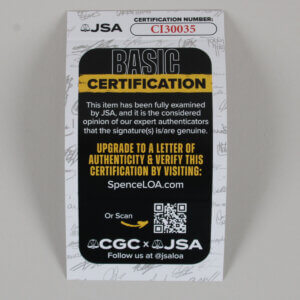 JSA
CERTIFICATION NUMBER:
CI30035
BASIC
CERTIFICATION
This item has been fully examined
by JSA, and it is the considered
opinion of our expert authenticators
that the signature(s) is/are genuine.
UPGRADE TO A LETTER OF
AUTHENTICITY & VERIFY THIS
CERTIFICATION BY VISITING:
SpenceLOA.com
Or Scan
CGC x JSA
Follow us at @jsaloa